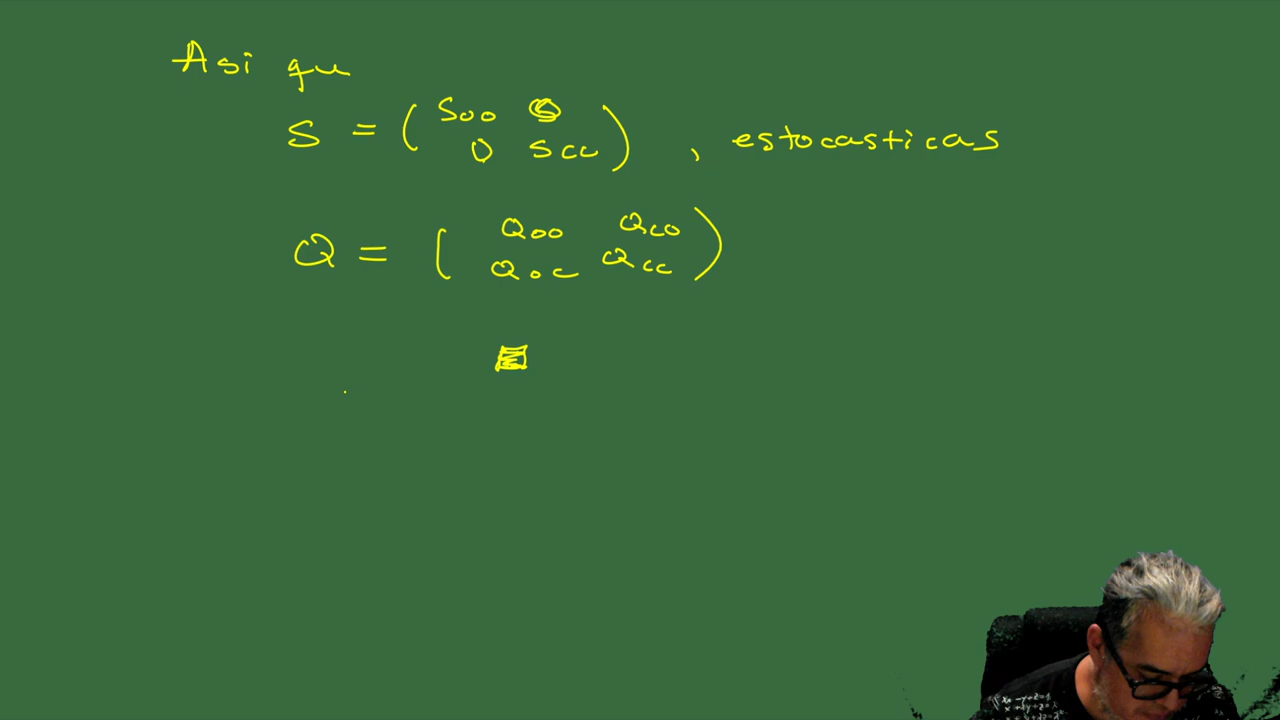 Asi qu
S = ( Soo
0 Scc ) , estocasticas
Q = ( Qoo Qco
Qoc Qcc )